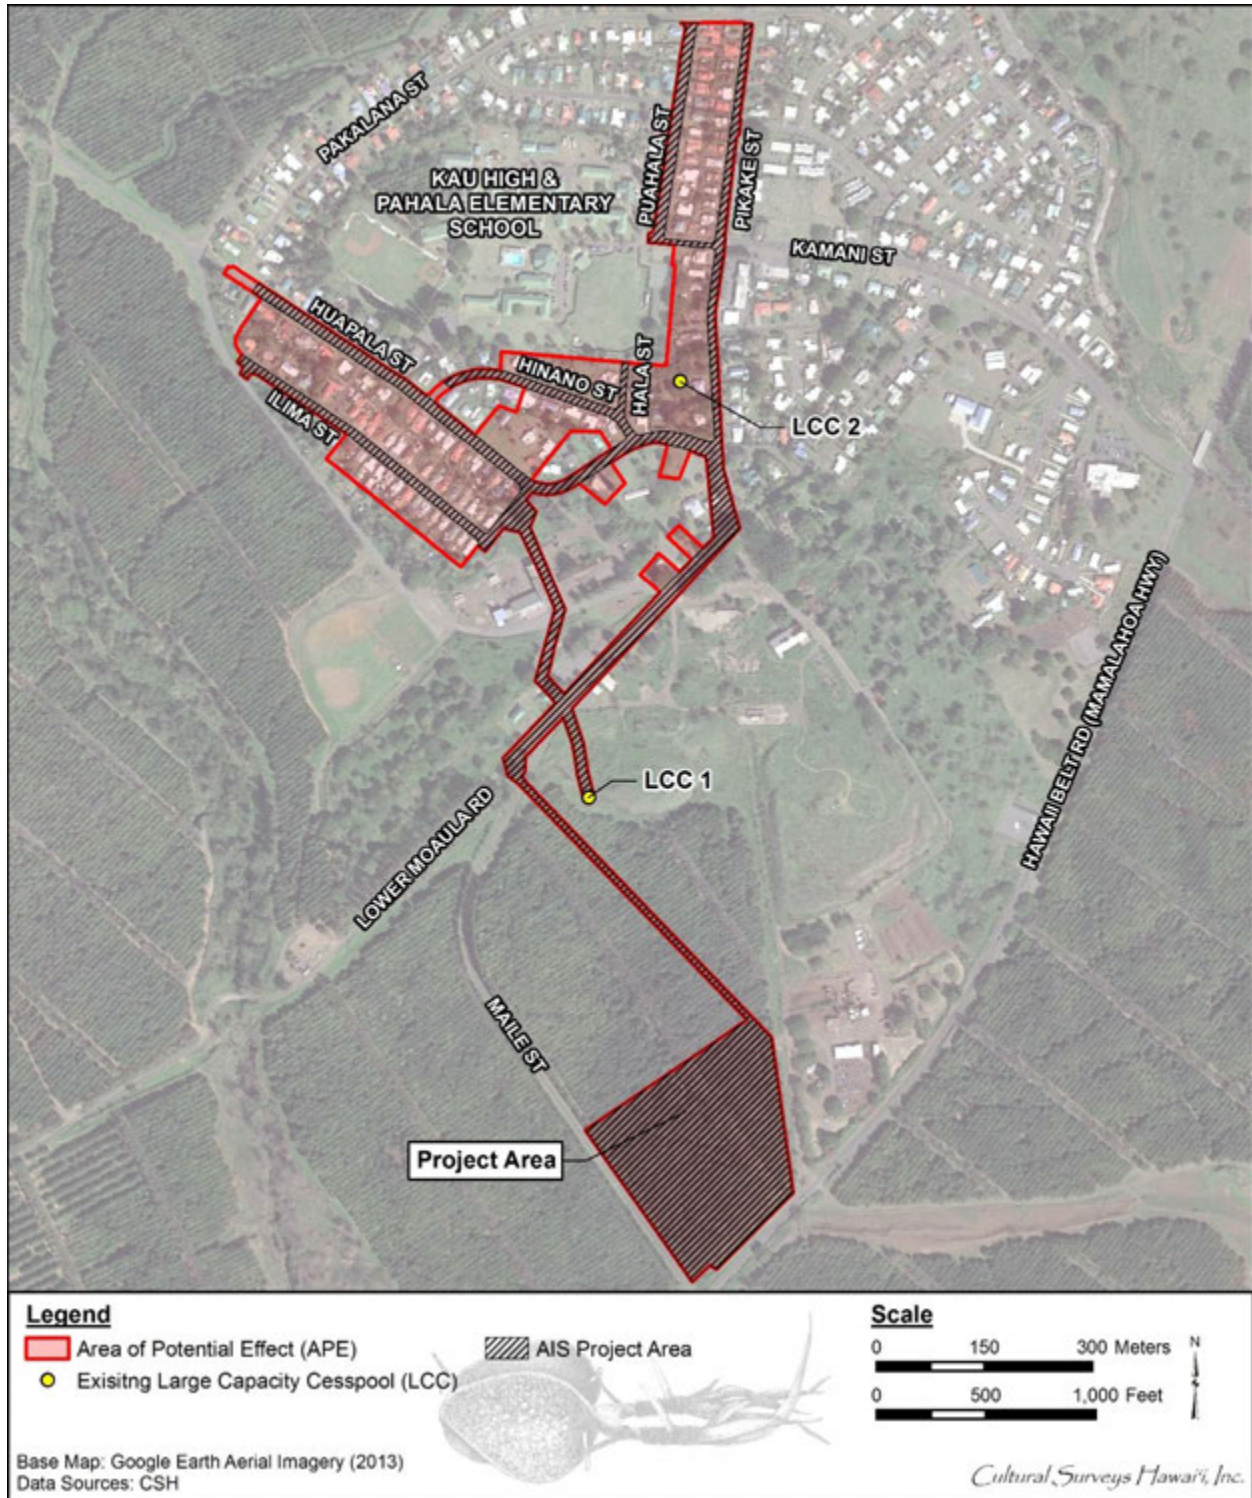 PAKALANA ST
KAU HIGH &
PAHALA ELEMENTARY
SCHOOL
PUAHALA ST
PIKAKE ST
KAMANI ST
HUAPALA ST
HINANO ST
HALA ST
ILIMA ST
LCC 2
HAWAII BELT RD (MAMALAHOA HWY)
LCC 1
LOWER MOAULA RD
MAILE ST
Project Area
Legend
Area of Potential Effect (APE)
AIS Project Area
Exisitng Large Capacity Cesspool (LCC)
Scale
0 150 300 Meters
0 500 1,000 Feet
N
Base Map: Google Earth Aerial Imagery (2013)
Data Sources: CSH
Cultural Surveys Hawai‘i, Inc.